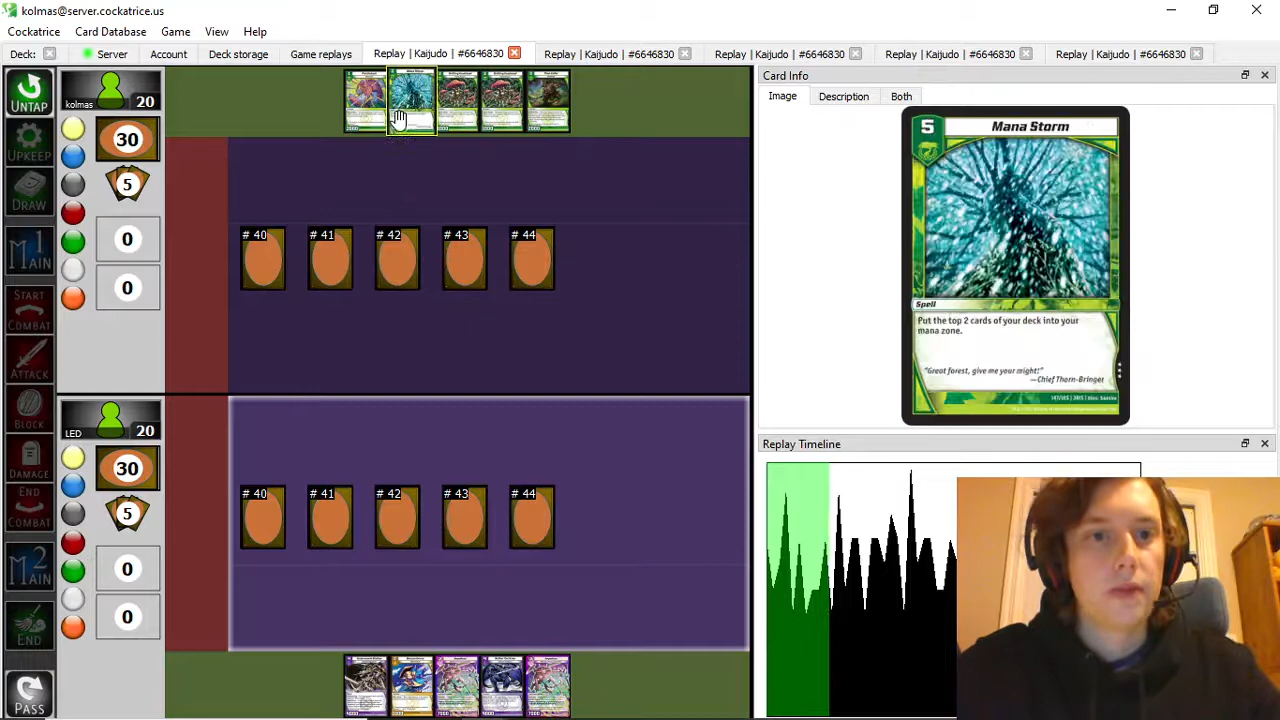 kolmas@server.cockatrice.us
Cockatrice Card Database Game View Help
Deck: Server Account Deck storage Game replays Replay | Kaijudo | #6646830 Replay | Kaijudo | #6646830 Replay | Kaijudo | #6646830 Replay | Kaijudo | #6646830 Replay | Kaijudo | #6646830
UNTAP
UPKEEP
DRAW
MAIN 1
START COMBAT
ATTACK
BLOCK
DAMAGE
END COMBAT
MAIN 2
END
PASS
kolmas 20
30
5
0
0
# 40 # 41 # 42 # 43 # 44
LED 20
30
5
0
0
# 40 # 41 # 42 # 43 # 44
Mana Storm
Card Info
Image Description Both
5 Mana Storm
Spell
Put the top 2 cards of your deck into your
mana zone.
"Great forest, give me your might!"
—Chief Thorn-Bringer
Replay Timeline